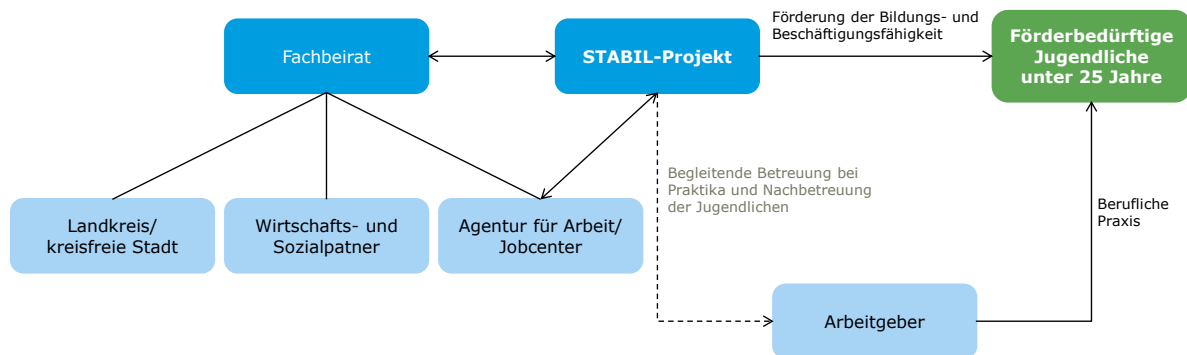 Förderung der Bildungs- und
Beschäftigungsfähigkeit
Fachbeirat
STABIL-Projekt
Förderbedürftige
Jugendliche
unter 25 Jahre
Begleitende Betreuung bei
Praktika und Nachbetreuung
der Jugendlichen
Berufliche
Praxis
Landkreis/
kreisfreie Stadt
Wirtschafts- und
Sozialpatner
Agentur für Arbeit/
Jobcenter
Arbeitgeber